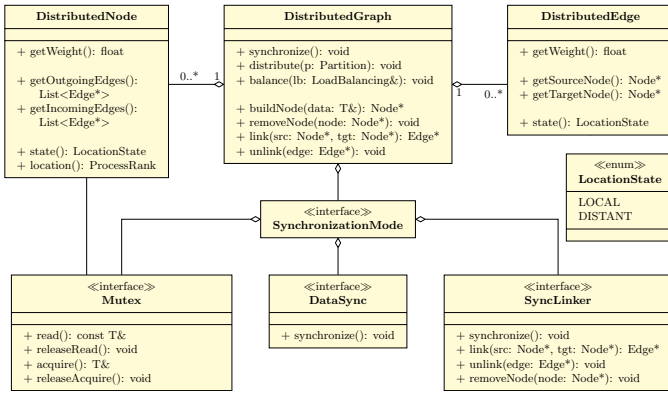 DistributedNode
+ getWeight(): float
+ getOutgoingEdges():
List<Edge*>
+ getIncomingEdges():
List<Edge*>
+ state(): LocationState
+ location(): ProcessRank
0..*
1
DistributedGraph
+ synchronize(): void
+ distribute(p: Partition): void
+ balance(lb: LoadBalancing&): void
+ buildNode(data: T&): Node*
+ removeNode(node: Node*): void
+ link(src: Node*, tgt: Node*): Edge*
+ unlink(edge: Edge*): void
1
0..*
DistributedEdge
+ getWeight(): float
+ getSourceNode(): Node*
+ getTargetNode(): Node*
+ state(): LocationState
≪enum≫
LocationState
LOCAL
DISTANT
≪interface≫
SynchronizationMode
≪interface≫
Mutex
+ read(): const T&
+ releaseRead(): void
+ acquire(): T&
+ releaseAcquire(): void
≪interface≫
DataSync
+ synchronize(): void
≪interface≫
SyncLinker
+ synchronize(): void
+ link(src: Node*, tgt: Node*): Edge*
+ unlink(edge: Edge*): void
+ removeNode(node: Node*): void